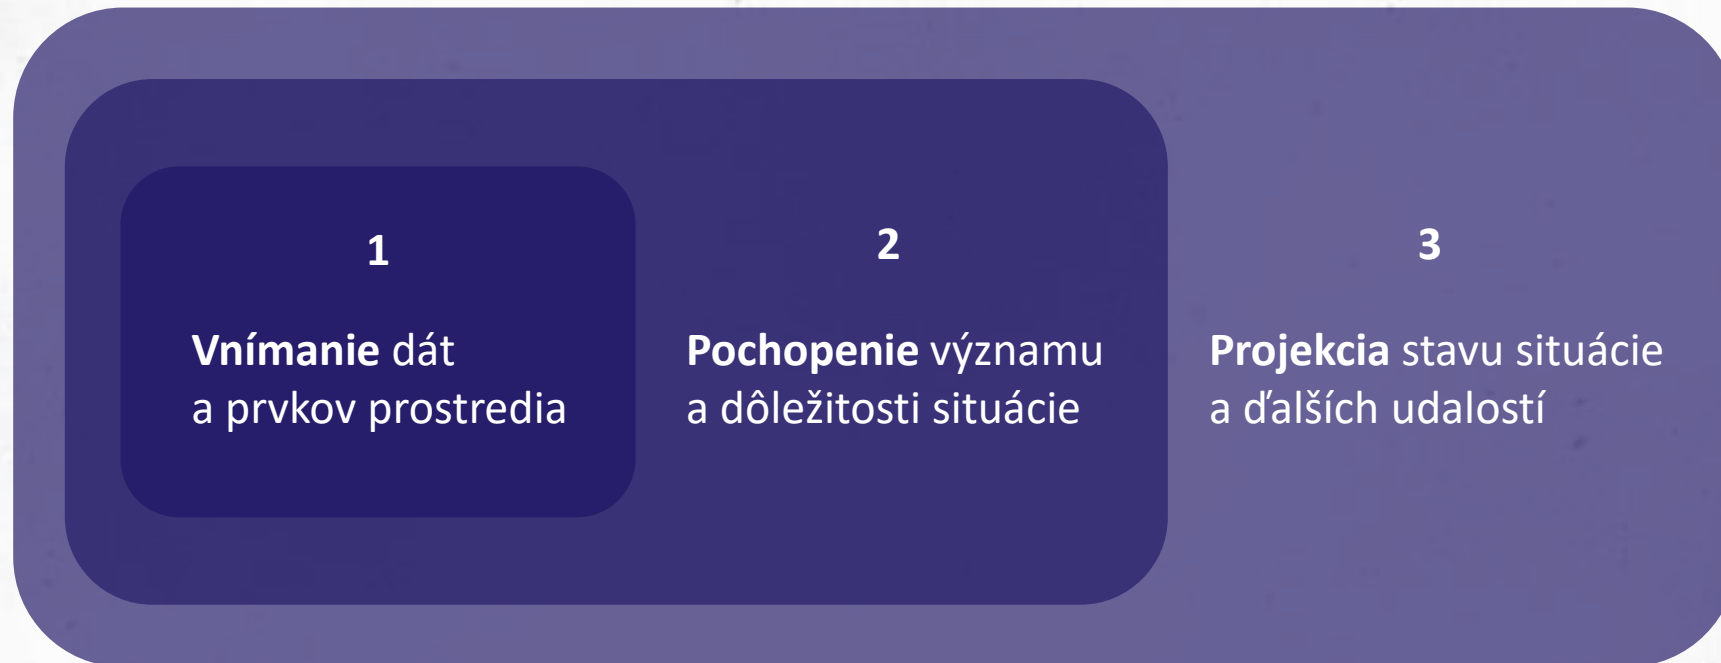 1
Vnímanie dát
a prvkov prostredia
2
Pochopenie významu
a dôležitosti situácie
3
Projekcia stavu situácie
a ďalších udalostí